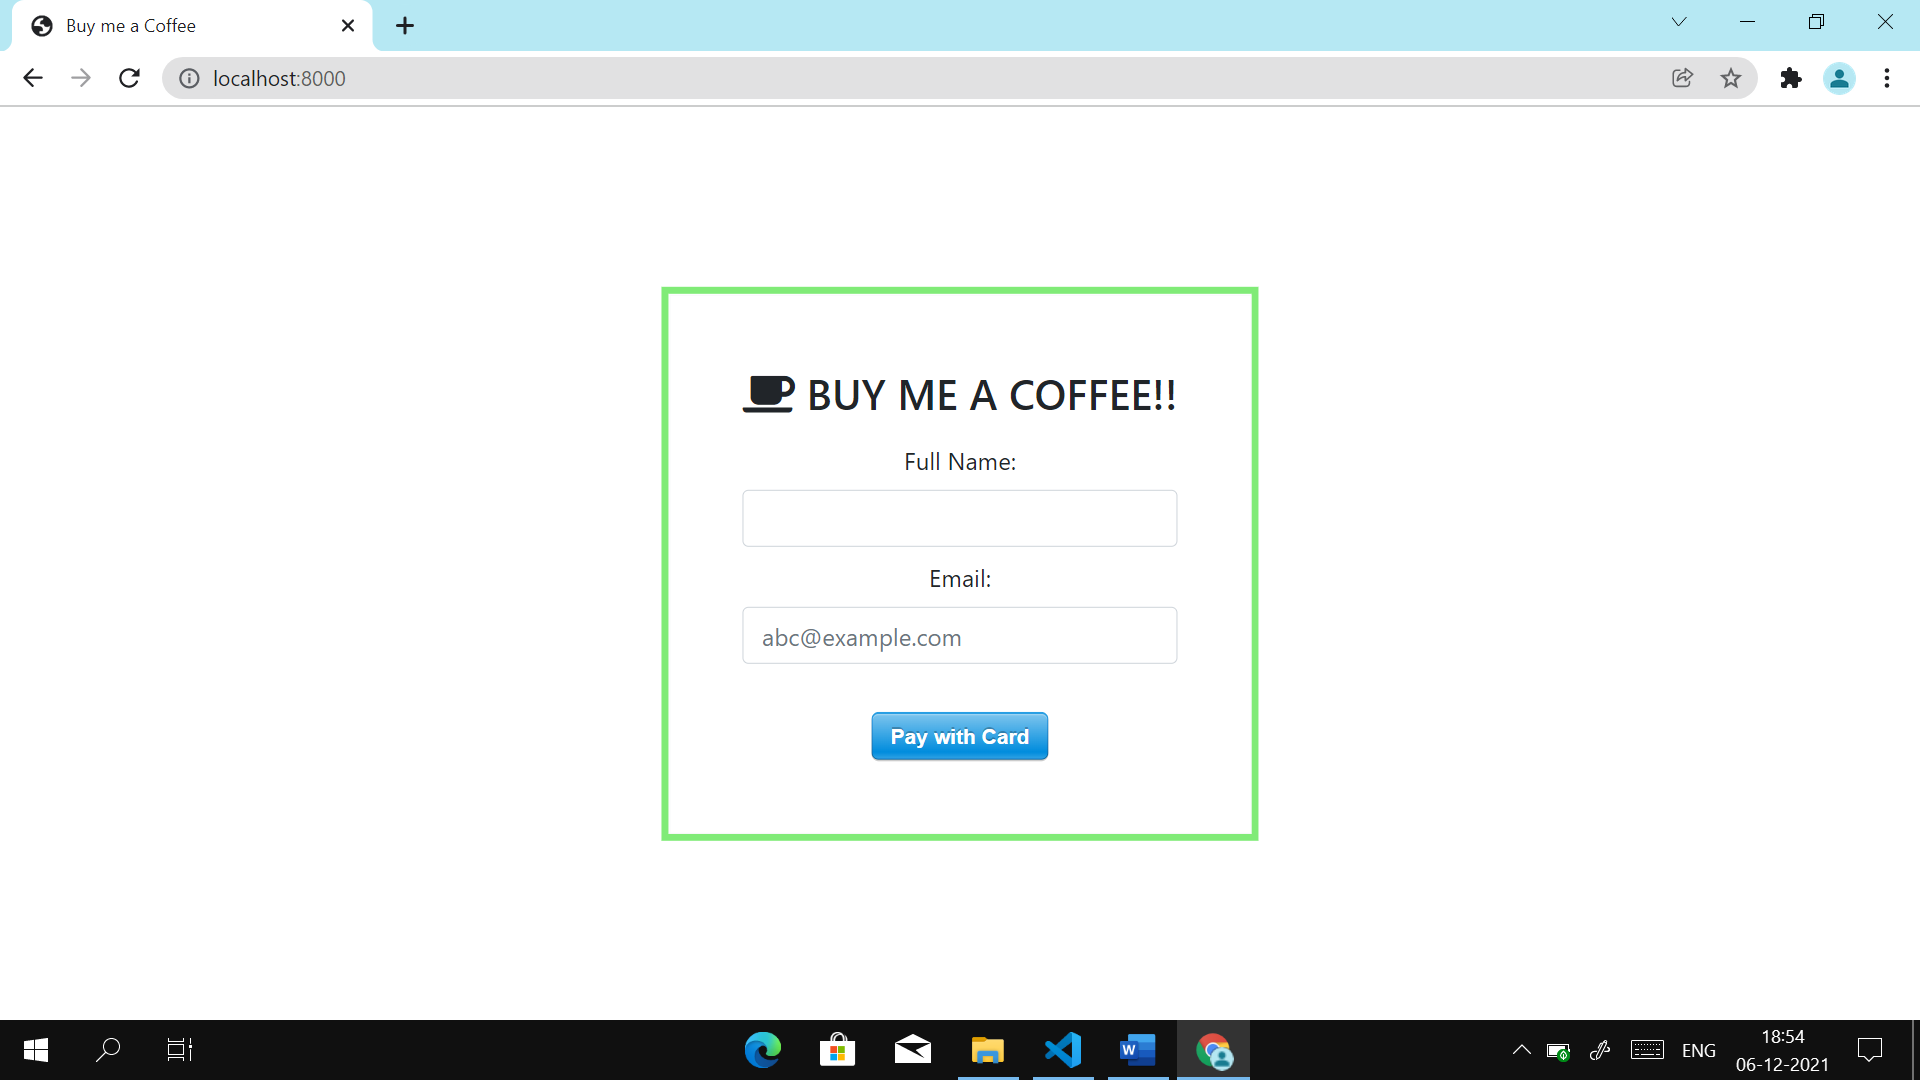 Buy me a Coffee
localhost:8000
BUY ME A COFFEE!!
Full Name:
Email:
abc@example.com
Pay with Card
W
ENG
18:54
06-12-2021